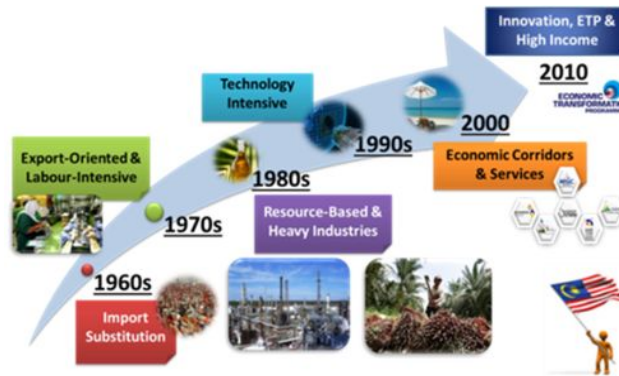 Innovation, ETP &
High Income
2010
ECONOMIC
TRANSFORMATION
PROGRAMME
Technology
Intensive
2000
1990s
Economic Corridors
& Services
Export-Oriented &
Labour-Intensive
1980s
1970s
Resource-Based &
Heavy Industries
1960s
Import
Substitution